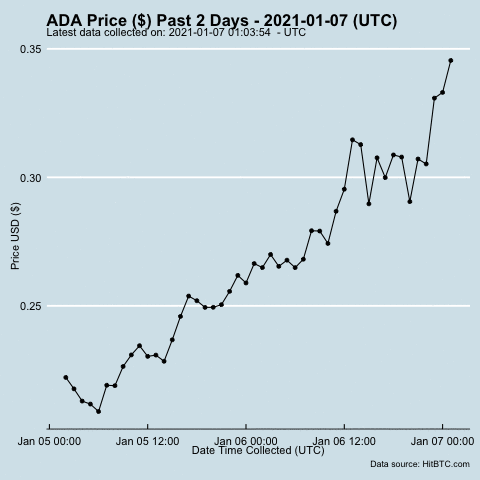 ADA Price ($) Past 2 Days - 2021-01-07 (UTC)
Latest data collected on: 2021-01-07 01:03:54  - UTC
0.35
0.30
0.25
Price USD ($)
Jan 05 00:00 Jan 05 12:00 Jan 06 00:00 Jan 06 12:00 Jan 07 00:00
Date Time Collected (UTC)
Data source: HitBTC.com